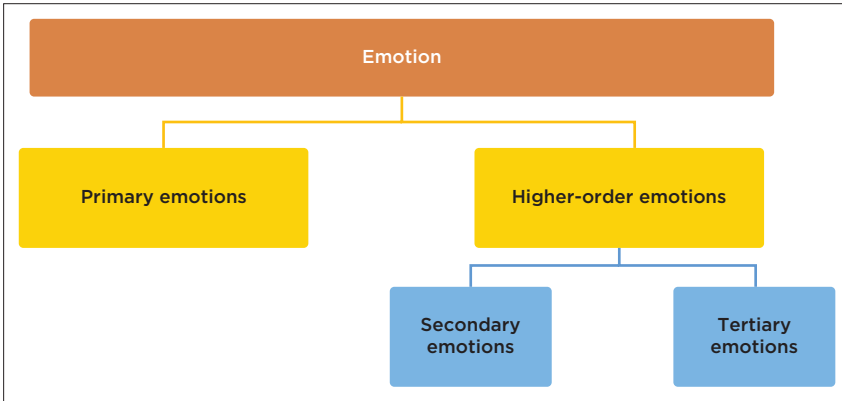 Emotion
Primary emotions
Higher-order emotions
Secondary
emotions
Tertiary
emotions